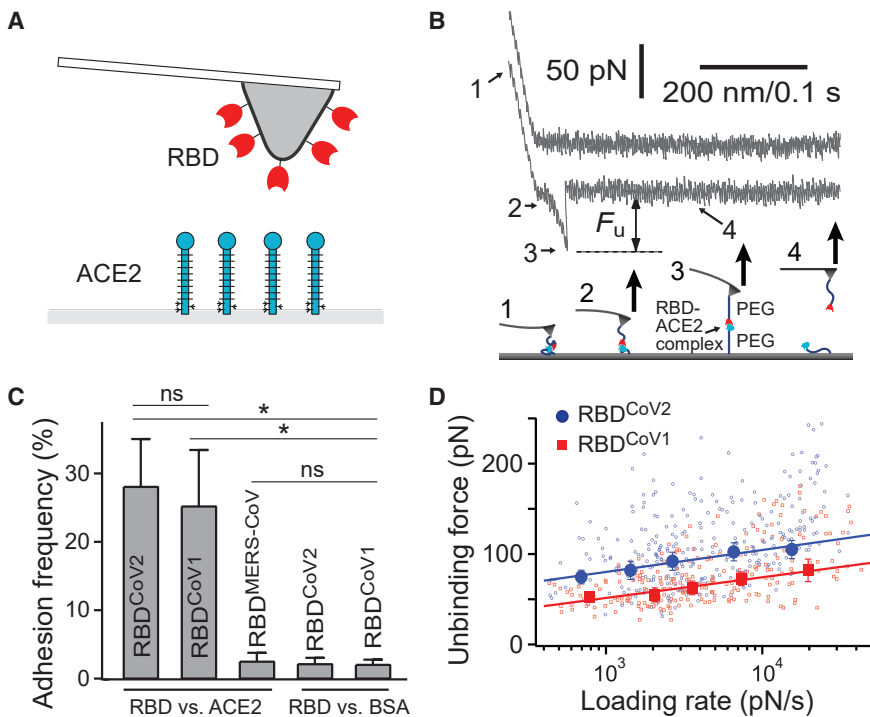 A
RBD
ACE2
B
50 pN
200 nm/0.1 s
1
2
3
F_u
4
1
2
3
4
RBD-
ACE2
complex
PEG
PEG
C
ns
*
*
ns
Adhesion frequency (%)
30
20
10
0
RBD^CoV2
RBD^CoV1
RBD^MERS-CoV
RBD^CoV2
RBD^CoV1
RBD vs. ACE2
RBD vs. BSA
D
RBD^CoV2
RBD^CoV1
Unbinding force (pN)
200
100
0
10^3
10^4
Loading rate (pN/s)